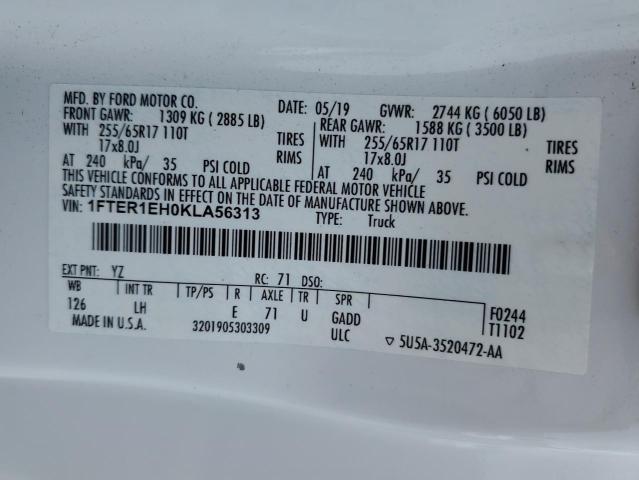 MFD. BY FORD MOTOR CO. DATE: 05/19 GVWR: 2744 KG ( 6050 LB)
FRONT GAWR: 1309 KG ( 2885 LB) REAR GAWR: 1588 KG ( 3500 LB)
WITH 255/65R17 110T TIRES WITH 255/65R17 110T TIRES
17x8.0J RIMS 17x8.0J RIMS
AT 240 kPa/ 35 PSI COLD AT 240 kPa/ 35 PSI COLD
THIS VEHICLE CONFORMS TO ALL APPLICABLE FEDERAL MOTOR VEHICLE
SAFETY STANDARDS IN EFFECT ON THE DATE OF MANUFACTURE SHOWN ABOVE.
VIN: 1FTER1EH0KLA56313 TYPE: Truck
EXT PNT: YZ RC: 71 DSO:
WB INT TR TP/PS R AXLE TR SPR F0244
126 LH E 71 U GADD T1102
MADE IN U.S.A. 3201905303309 ULC ▽ 5U5A-3520472-AA